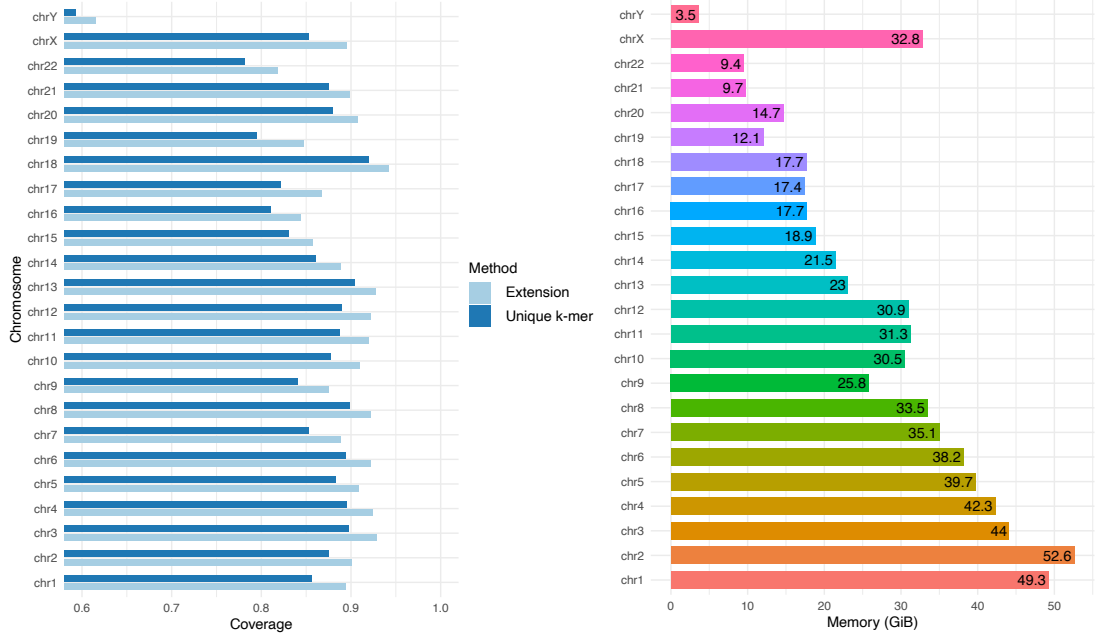 chrY
chrX
chr22
chr21
chr20
chr19
chr18
chr17
chr16
chr15
chr14
chr13
chr12
chr11
chr10
chr9
chr8
chr7
chr6
chr5
chr4
chr3
chr2
chr1
Chromosome
0.6 0.7 0.8 0.9 1.0
Coverage
Method
Extension
Unique k-mer
chrY 3.5
chrX 32.8
chr22 9.4
chr21 9.7
chr20 14.7
chr19 12.1
chr18 17.7
chr17 17.4
chr16 17.7
chr15 18.9
chr14 21.5
chr13 23
chr12 30.9
chr11 31.3
chr10 30.5
chr9 25.8
chr8 33.5
chr7 35.1
chr6 38.2
chr5 39.7
chr4 42.3
chr3 44
chr2 52.6
chr1 49.3
0 10 20 30 40 50
Memory (GiB)